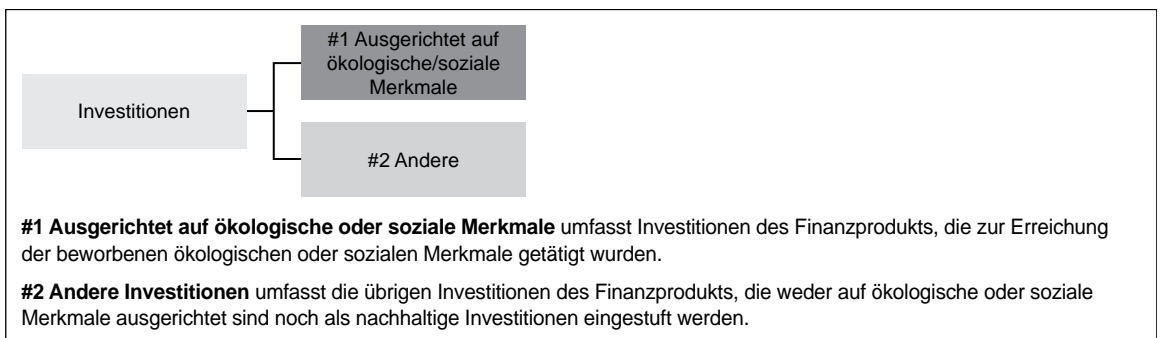 #1 Ausgerichtet auf
ökologische/soziale
Merkmale
Investitionen
#2 Andere
#1 Ausgerichtet auf ökologische oder soziale Merkmale umfasst Investitionen des Finanzprodukts, die zur Erreichung
der beworbenen ökologischen oder sozialen Merkmale getätigt wurden.
#2 Andere Investitionen umfasst die übrigen Investitionen des Finanzprodukts, die weder auf ökologische oder soziale
Merkmale ausgerichtet sind noch als nachhaltige Investitionen eingestuft werden.